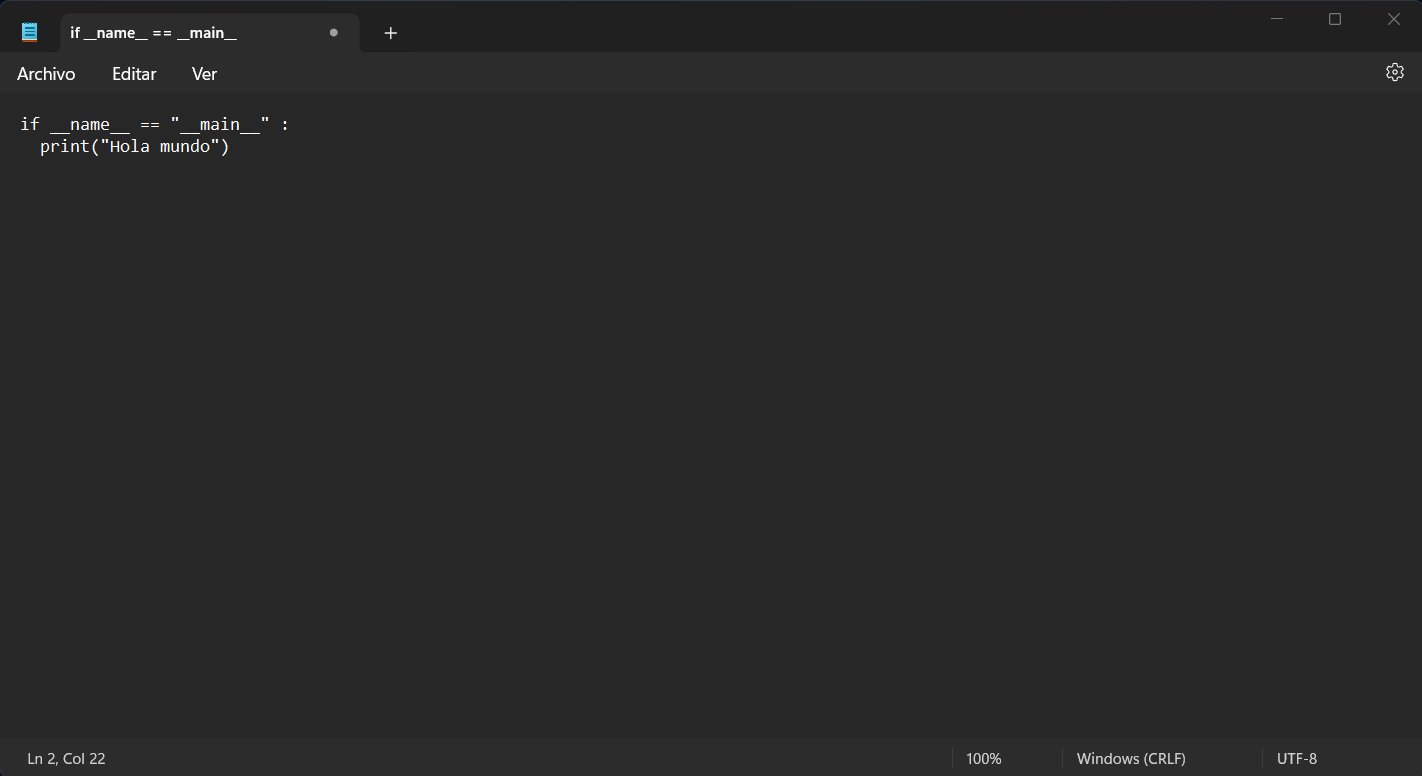 if __name__ == __main__
Archivo Editar Ver
if __name__ == "__main__" :
  print("Hola mundo")
Ln 2, Col 22 100% Windows (CRLF) UTF-8